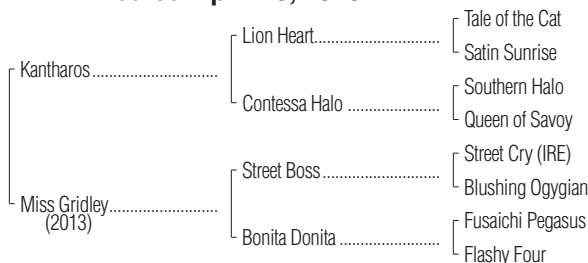 Tale of the Cat
Lion Heart
Satin Sunrise
Kantharos
Southern Halo
Contessa Halo
Queen of Savoy
Street Cry (IRE)
Street Boss
Blushing Ogygian
Miss Gridley
(2013)
Fusaichi Pegasus
Bonita Donita
Flashy Four